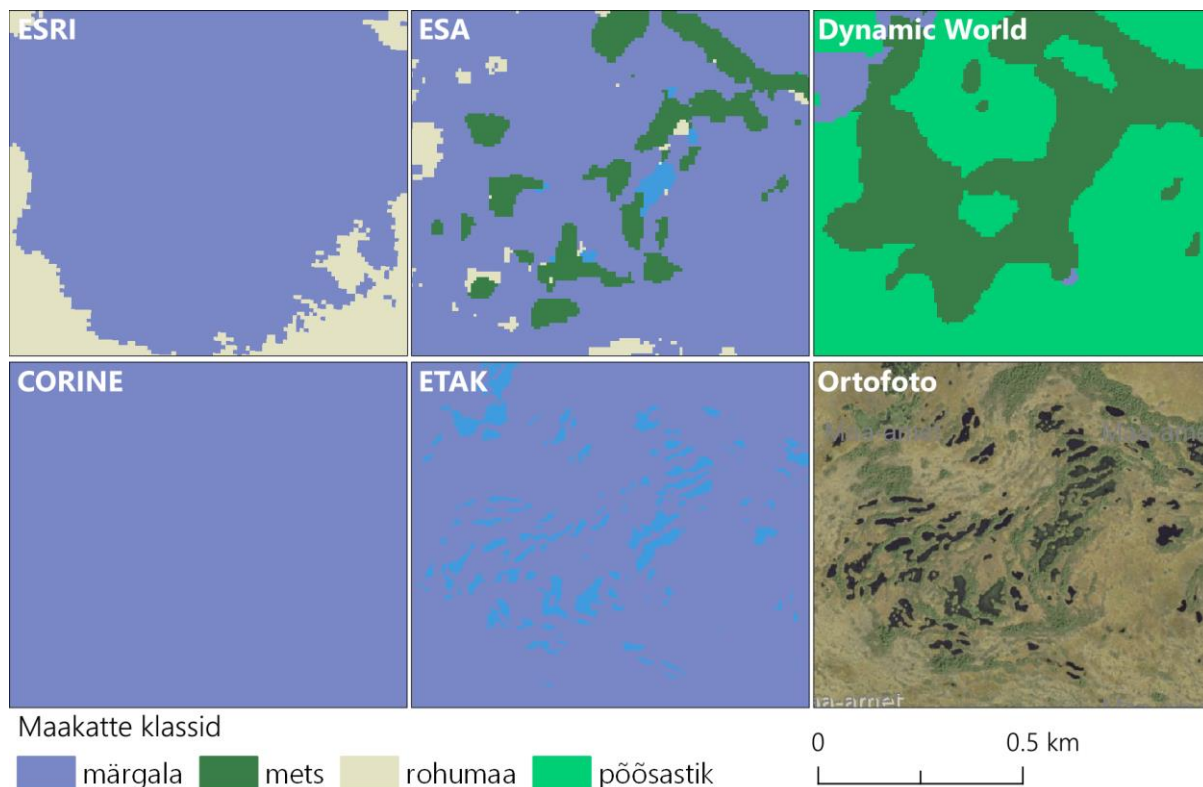 ESRI
ESA
Dynamic World
CORINE
ETAK
Ortofoto
Maakatte klassid
märgala
mets
rohumaa
põõsastik
0
0.5 km